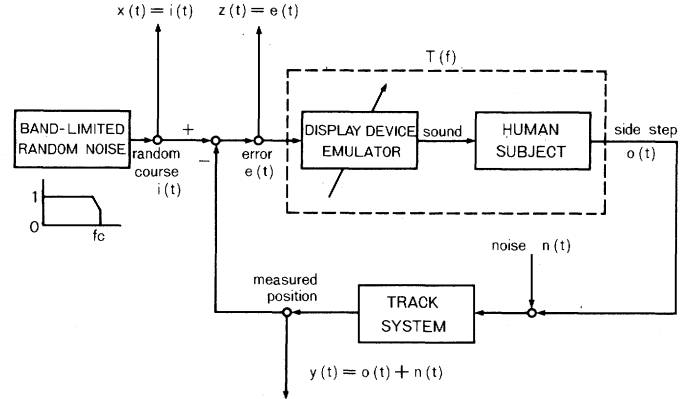 x(t) = i(t)
z(t) = e(t)
T(f)
BAND-LIMITED
RANDOM NOISE
+
−
random
course
i(t)
error
e(t)
DISPLAY DEVICE
EMULATOR
sound
HUMAN
SUBJECT
side step
o(t)
1
0
fc
noise n(t)
measured
position
TRACK
SYSTEM
y(t) = o(t) + n(t)